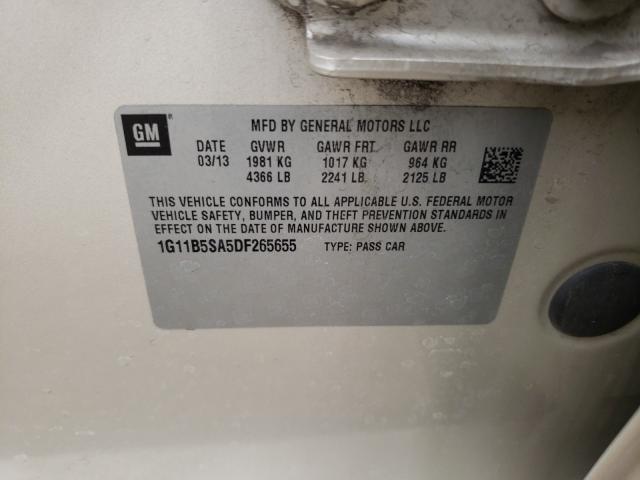 GM
MFD BY GENERAL MOTORS LLC
DATE GVWR GAWR FRT GAWR RR
03/13 1981 KG 1017 KG 964 KG
4366 LB 2241 LB 2125 LB
THIS VEHICLE CONFORMS TO ALL APPLICABLE U.S. FEDERAL MOTOR
VEHICLE SAFETY, BUMPER, AND THEFT PREVENTION STANDARDS IN
EFFECT ON THE DATE OF MANUFACTURE SHOWN ABOVE.
1G11B5SA5DF265655 TYPE: PASS CAR